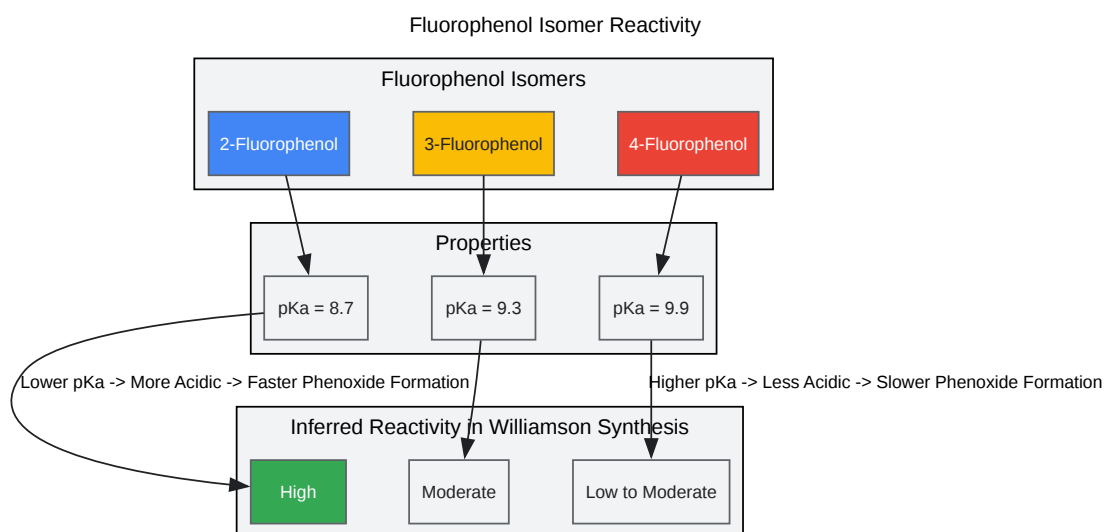 Fluorophenol Isomer Reactivity
Fluorophenol Isomers
2-Fluorophenol
3-Fluorophenol
4-Fluorophenol
Properties
pKa = 8.7
pKa = 9.3
pKa = 9.9
Lower pKa -> More Acidic -> Faster Phenoxide Formation
Higher pKa -> Less Acidic -> Slower Phenoxide Formation
Inferred Reactivity in Williamson Synthesis
High
Moderate
Low to Moderate